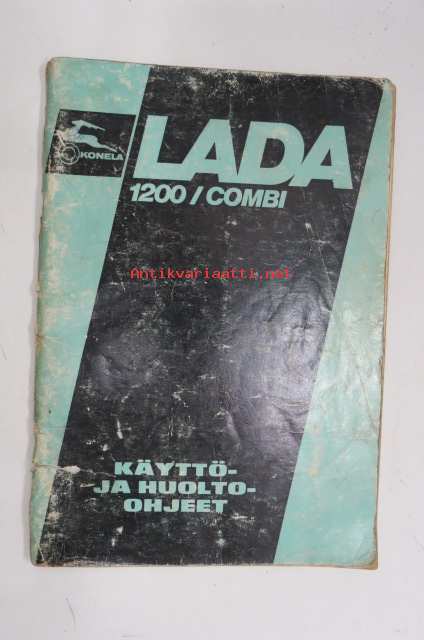 KONELA
LADA
1200/COMBI
Antikvariaatti.net
KÄYTTÖ-
JA HUOLTO-
OHJEET